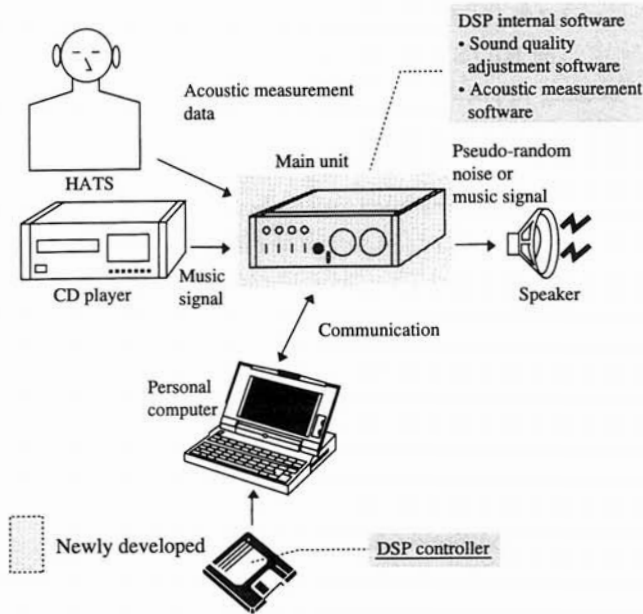 DSP internal software
• Sound quality
adjustment software
• Acoustic measurement
software
Acoustic measurement
data
HATS
Main unit
Pseudo-random
noise or
music signal
CD player
Music
signal
Speaker
Communication
Personal
computer
Newly developed
DSP controller